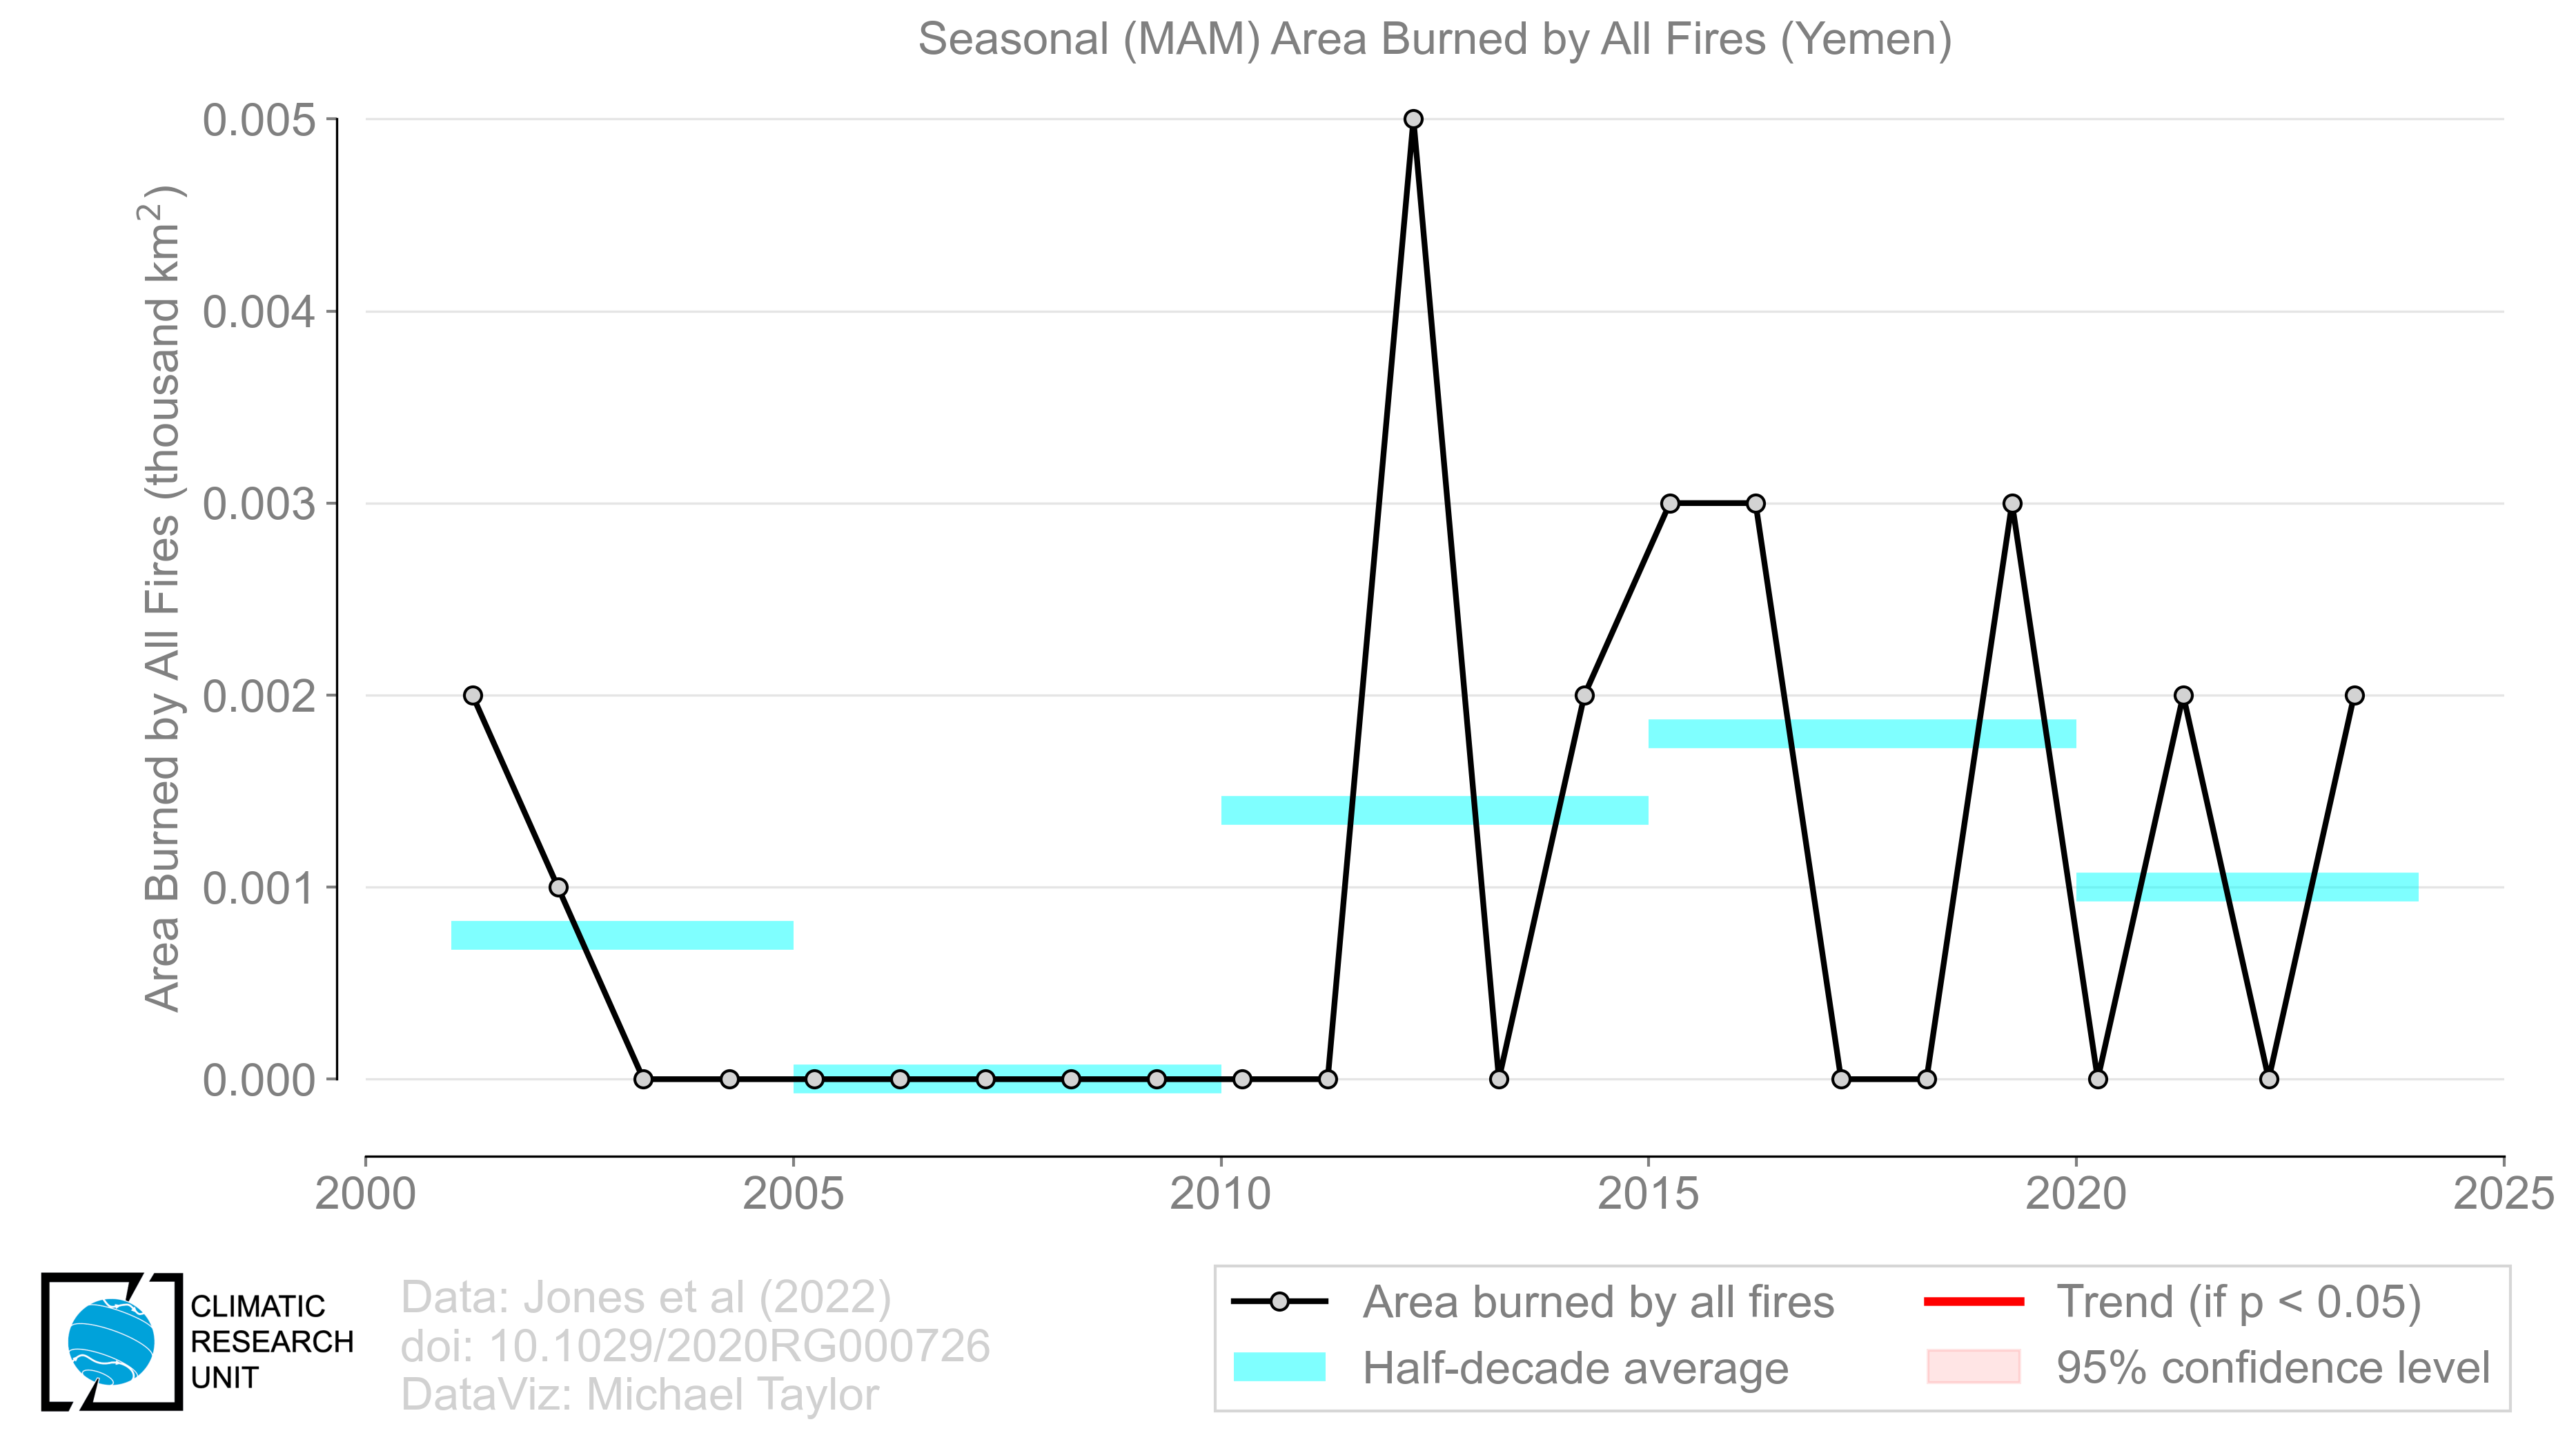 Seasonal (MAM) Area Burned by All Fires (Yemen)
Area Burned by All Fires (thousand km²)
0.005
0.004
0.003
0.002
0.001
0.000
2000
2005
2010
2015
2020
2025
CLIMATIC
RESEARCH
UNIT
Data: Jones et al (2022)
doi: 10.1029/2020RG000726
DataViz: Michael Taylor
Area burned by all fires
Half-decade average
Trend (if p < 0.05)
95% confidence level